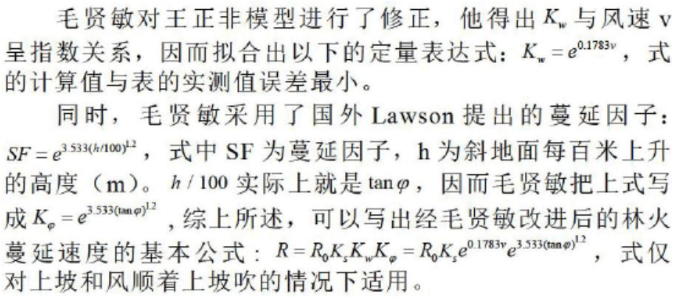 毛贤敏对王正非模型进行了修正，他得出 $K_w$ 与风速 v
呈指数关系，因而拟合出以下的定量表达式：$K_w = e^{0.1783v}$，式
的计算值与表的实测值误差最小。
同时，毛贤敏采用了国外 Lawson 提出的蔓延因子：
$SF = e^{3.533(h/100)^{1.2}}$，式中 SF 为蔓延因子，h 为斜地面每百米上升
的高度（m）。$h/100$ 实际上就是 $\tan\varphi$，因而毛贤敏把上式写
成 $K_\varphi = e^{3.533(\tan\varphi)^{1.2}}$ ,综上所述，可以写出经毛贤敏改进后的林火
蔓延速度的基本公式：$R = R_0 K_s K_w K_\varphi = R_0 K_s e^{0.1783v} e^{3.533(\tan\varphi)^{1.2}}$，式仅
对上坡和风顺着上坡吹的情况下适用。